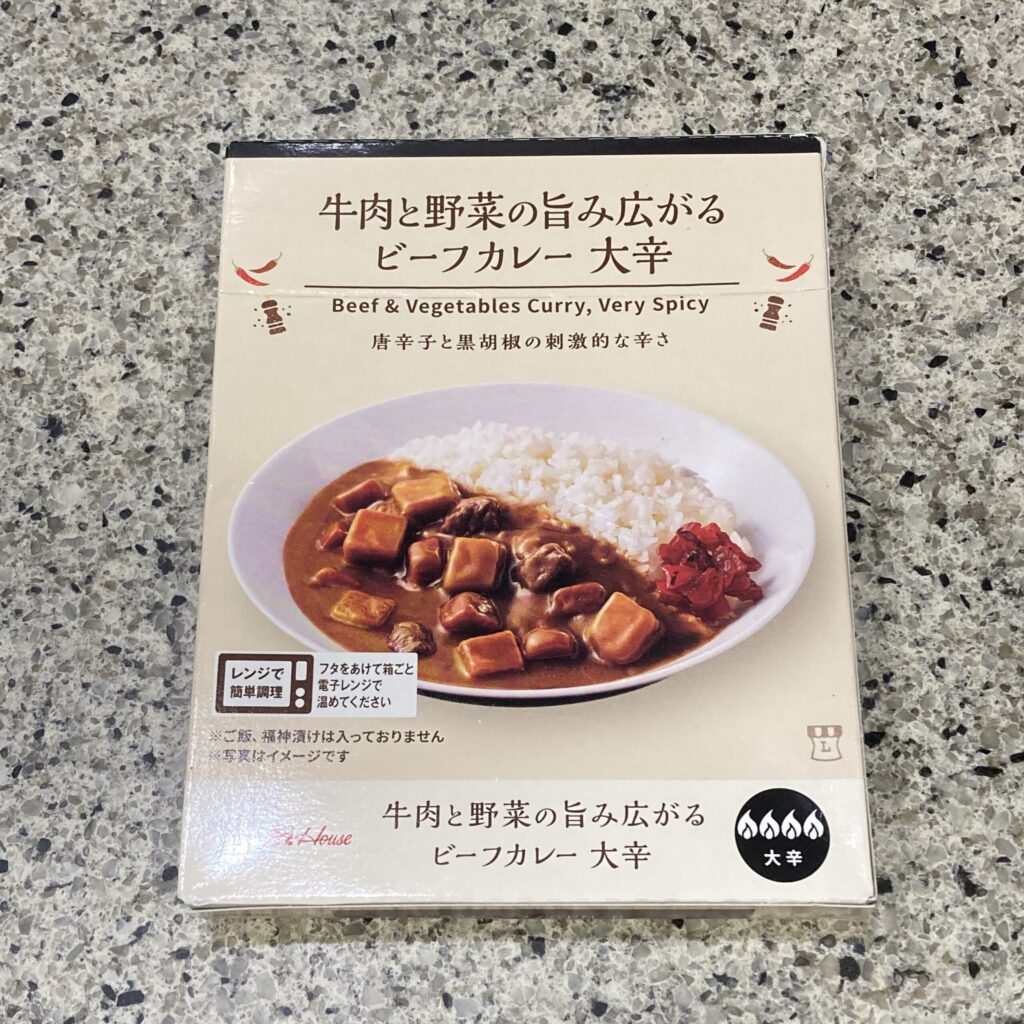 牛肉と野菜の旨み広がる
ビーフカレー 大辛
Beef & Vegetables Curry, Very Spicy
唐辛子と黒胡椒の刺激的な辛さ
レンジで
簡単調理
フタをあけて箱ごと
電子レンジで
温めてください
※ご飯、福神漬けは入っておりません
※写真はイメージです
L
House
牛肉と野菜の旨み広がる
ビーフカレー 大辛
大辛